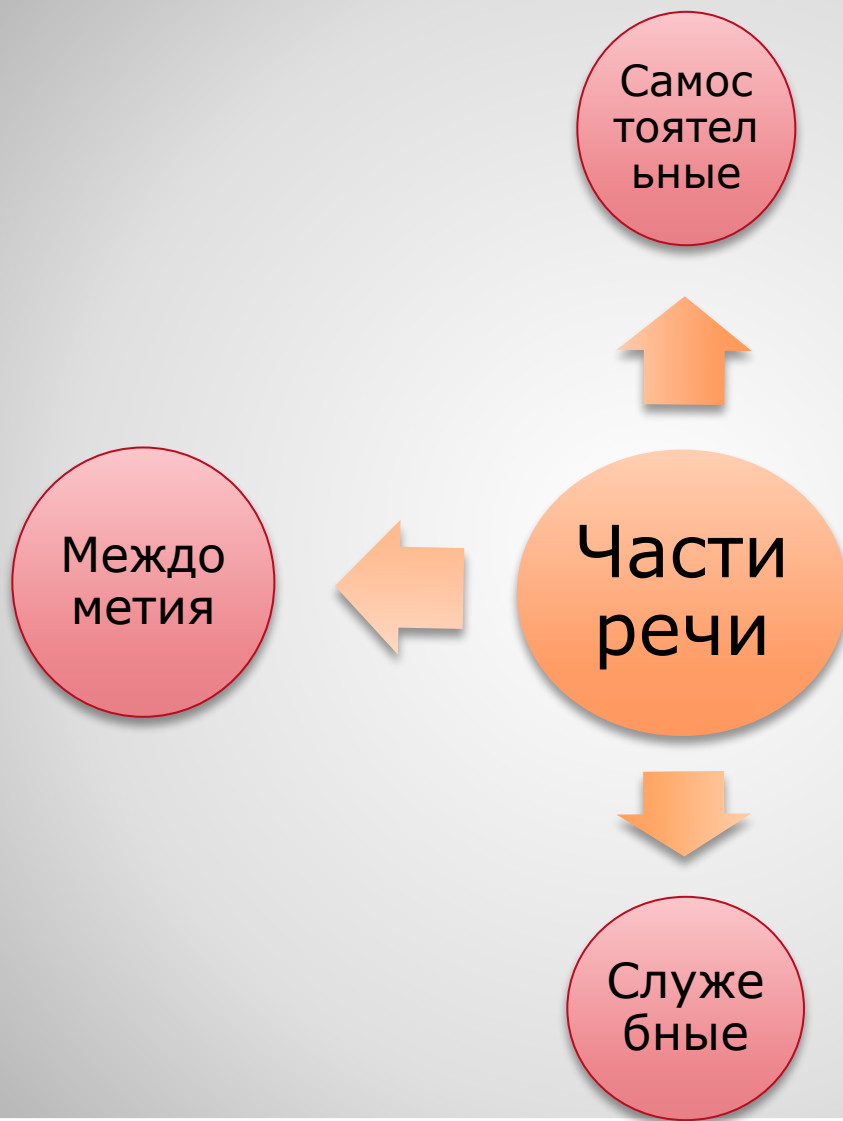 Самос
тоятел
ьные
Междо
метия
Части
речи
Служе
бные